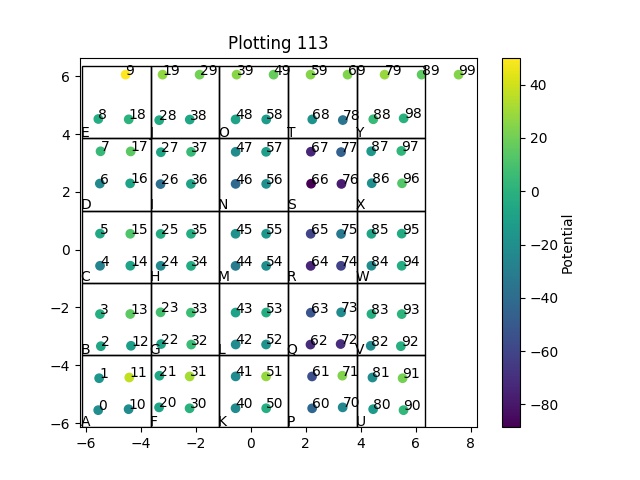 Plotting 113
6 9 19 29 39 49 59 69 79 89 99
40
8 18 28 38 48 58 68 78 88 98
4 E J O T Y
20
7 17 27 37 47 57 67 77 87 97
6 16 26 36 46 56 66 76 86 96
2 0
D I N S X
5 15 25 35 45 55 65 75 85 95
0 −20
4 14 24 34 44 54 64 74 84 94
C H M R W
Potential
−2 −40
3 13 23 33 43 53 63 73 83 93
2 12 22 32 42 52 62 72 82 92
B G L Q V
−4 −60
1 11 21 31 41 51 61 71 81 91
0 10 20 30 40 50 60 70 80 90
−80
−6 A F K P U
−6 −4 −2 0 2 4 6 8